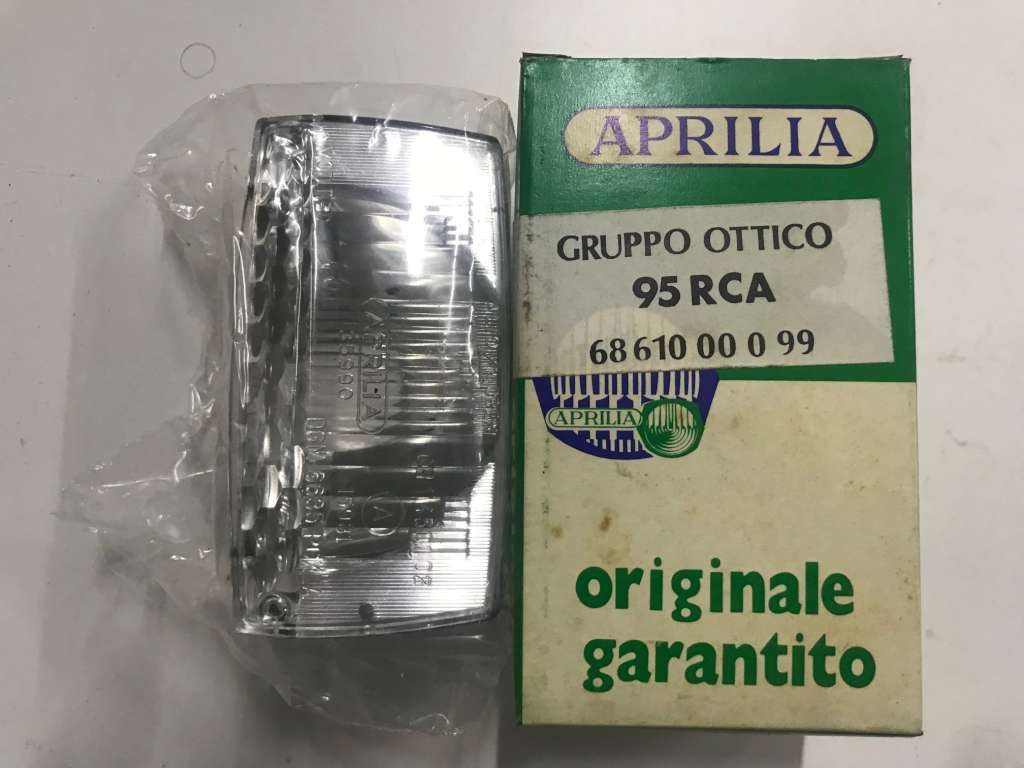 APRILIA
GRUPPO OTTICO
95 RCA
68 610 00 0 99
APRILIA
originale
garantito
APRILIA